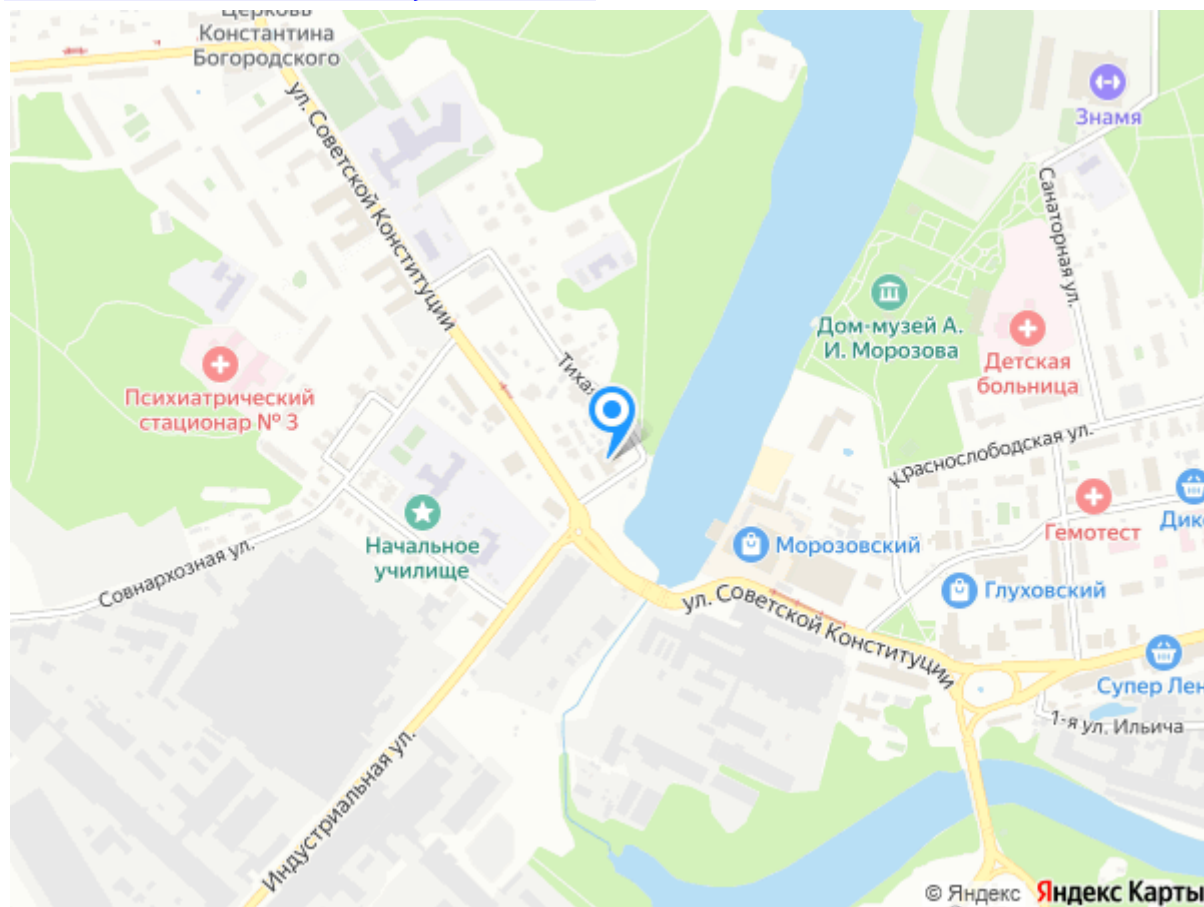 Церковь
Константина
Богородского
ул. Советской Конституции
Знамя
Санаторная ул.
Дом-музей А.
И. Морозова
Детская
больница
Психиатрический
стационар № 3
Тихая
Краснослободская ул.
Начальное
училище
Совнархозная ул.
Морозовский
Гемотест
Дикс
Глуховский
ул. Советской Конституции
Супер Лен
1-я ул. Ильича
Индустриальная ул.
© Яндекс Яндекс Карты